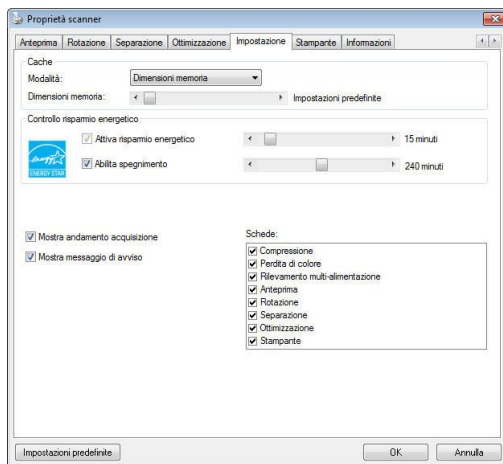 Proprietà scanner
Anteprima Rotazione Separazione Ottimizzazione Impostazione Stampante Informazioni
Cache
Modalità: Dimensioni memoria
Dimensioni memoria: Impostazioni predefinite
Controllo risparmio energetico
Attiva risparmio energetico 15 minuti
energy
ENERGY STAR
Abilita spegnimento 240 minuti
Mostra andamento acquisizione
Mostra messaggio di avviso
Schede:
Compressione
Perdita di colore
Rilevamento multi-alimentazione
Anteprima
Rotazione
Separazione
Ottimizzazione
Stampante
Impostazioni predefinite OK Annulla